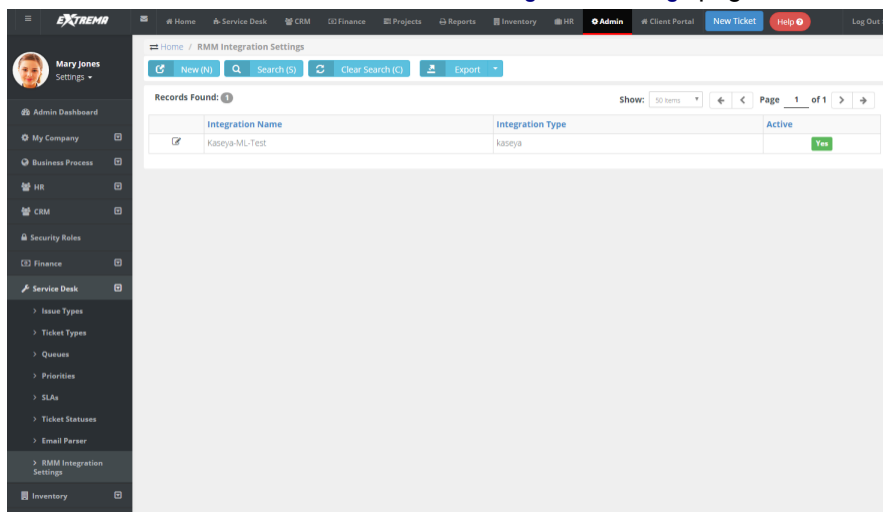 EXTREMA
Home Service Desk CRM Finance Projects Reports Inventory HR Admin Client Portal New Ticket Help Log Out
Mary Jones
Settings
Home / RMM Integration Settings
New (N) Search (S) Clear Search (C) Export
Records Found: 1
Show: 50 Items Page 1 of 1
Integration Name Integration Type Active
Kaseya-ML-Test kaseya Yes
Admin Dashboard
My Company
Business Process
HR
CRM
Security Roles
Finance
Service Desk
> Issue Types
> Ticket Types
> Queues
> Priorities
> SLAs
> Ticket Statuses
> Email Parser
> RMM Integration
Settings
Inventory